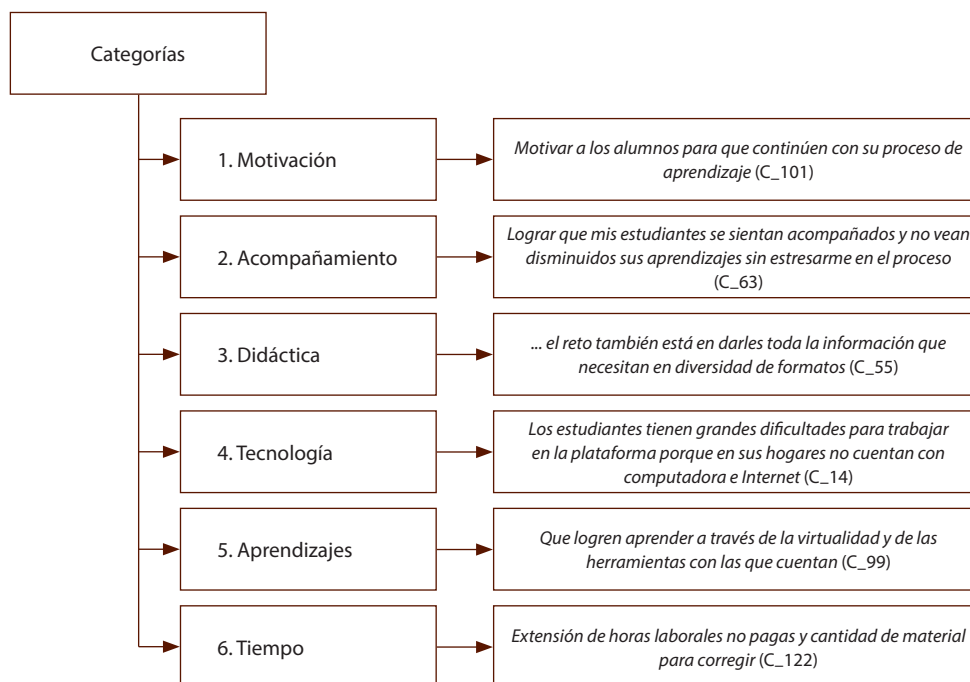 Categorías
1. Motivación
Motivar a los alumnos para que continúen con su proceso de
aprendizaje (C_101)
2. Acompañamiento
Lograr que mis estudiantes se sientan acompañados y no vean
disminuidos sus aprendizajes sin estresarme en el proceso
(C_63)
3. Didáctica
... el reto también está en darles toda la información que
necesitan en diversidad de formatos (C_55)
4. Tecnología
Los estudiantes tienen grandes dificultades para trabajar
en la plataforma porque en sus hogares no cuentan con
computadora e Internet (C_14)
5. Aprendizajes
Que logren aprender a través de la virtualidad y de las
herramientas con las que cuentan (C_99)
6. Tiempo
Extensión de horas laborales no pagas y cantidad de material
para corregir (C_122)